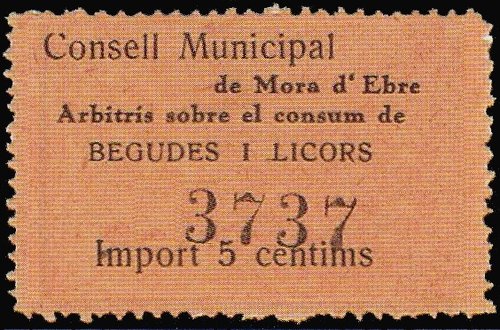 Consell Municipal
de Mora d' Ebre
Arbitris sobre el consum de
BEGUDES I LICORS
3737
Import 5 centims